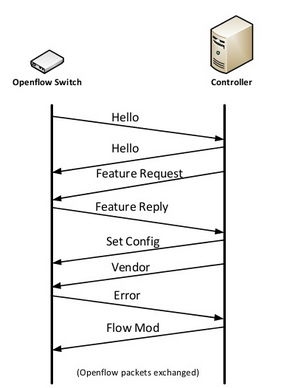 Openflow Switch
Controller
Hello
Hello
Feature Request
Feature Reply
Set Config
Vendor
Error
Flow Mod
(Openflow packets exchanged)